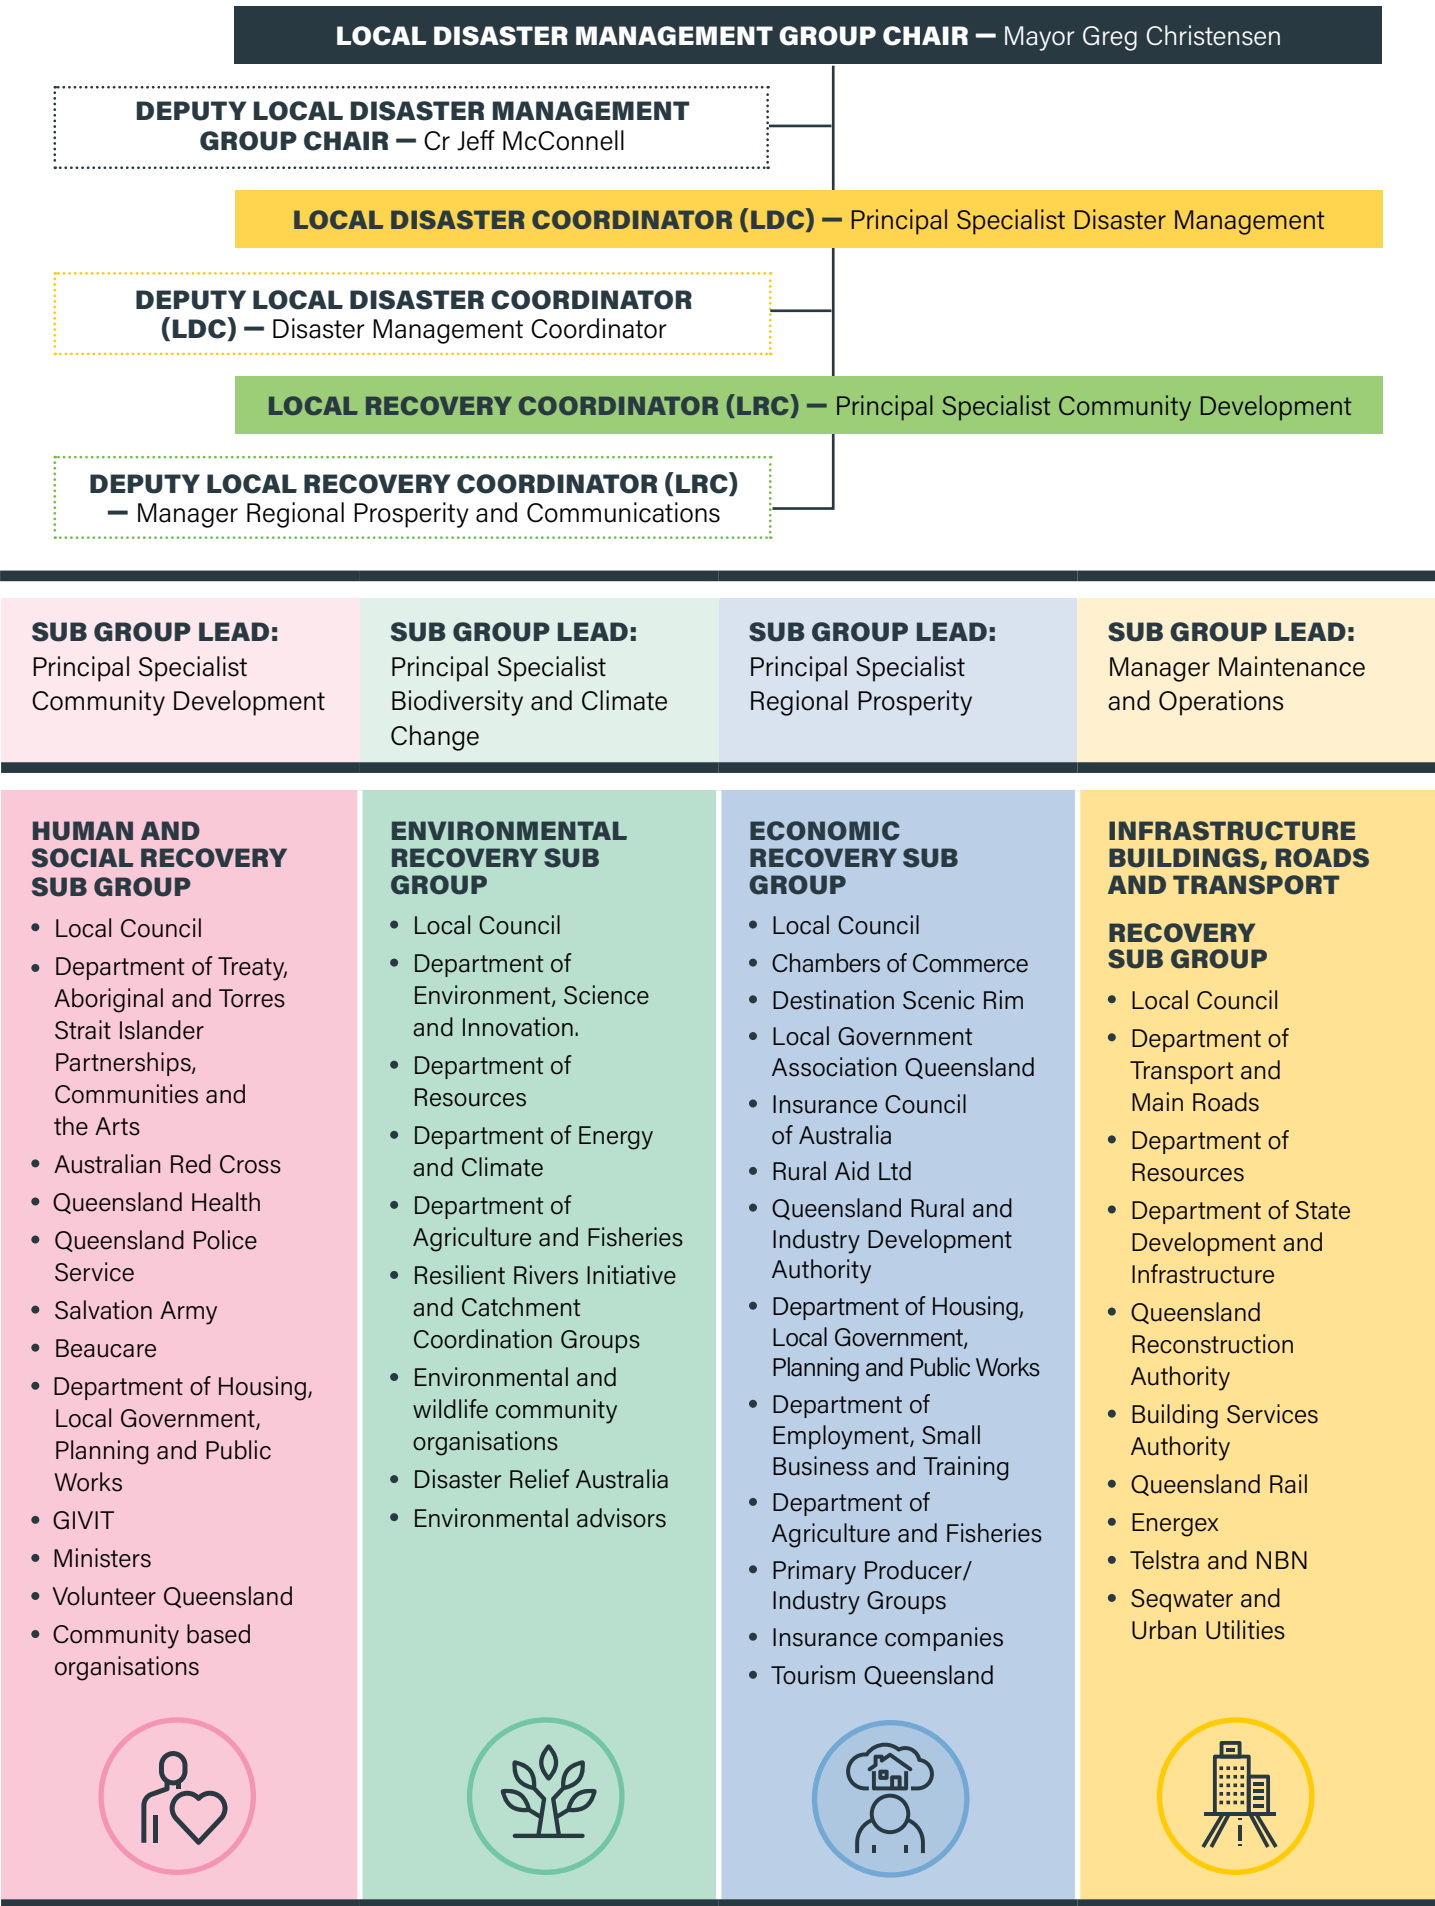 LOCAL DISASTER MANAGEMENT GROUP CHAIR — Mayor Greg Christensen
DEPUTY LOCAL DISASTER MANAGEMENT
GROUP CHAIR — Cr Jeff McConnell
LOCAL DISASTER COORDINATOR (LDC) — Principal Specialist Disaster Management
DEPUTY LOCAL DISASTER COORDINATOR
(LDC) — Disaster Management Coordinator
LOCAL RECOVERY COORDINATOR (LRC) — Principal Specialist Community Development
DEPUTY LOCAL RECOVERY COORDINATOR (LRC)
— Manager Regional Prosperity and Communications
SUB GROUP LEAD:
Principal Specialist
Community Development
SUB GROUP LEAD:
Principal Specialist
Biodiversity and Climate
Change
SUB GROUP LEAD:
Principal Specialist
Regional Prosperity
SUB GROUP LEAD:
Manager Maintenance
and Operations
HUMAN AND
SOCIAL RECOVERY
SUB GROUP
• Local Council
• Department of Treaty,
Aboriginal and Torres
Strait Islander
Partnerships,
Communities and
the Arts
• Australian Red Cross
• Queensland Health
• Queensland Police
Service
• Salvation Army
• Beaucare
• Department of Housing,
Local Government,
Planning and Public
Works
• GIVIT
• Ministers
• Volunteer Queensland
• Community based
organisations
ENVIRONMENTAL
RECOVERY SUB
GROUP
• Local Council
• Department of
Environment, Science
and Innovation.
• Department of
Resources
• Department of Energy
and Climate
• Department of
Agriculture and Fisheries
• Resilient Rivers Initiative
and Catchment
Coordination Groups
• Environmental and
wildlife community
organisations
• Disaster Relief Australia
• Environmental advisors
ECONOMIC
RECOVERY SUB
GROUP
• Local Council
• Chambers of Commerce
• Destination Scenic Rim
• Local Government
Association Queensland
• Insurance Council
of Australia
• Rural Aid Ltd
• Queensland Rural and
Industry Development
Authority
• Department of Housing,
Local Government,
Planning and Public Works
• Department of
Employment, Small
Business and Training
• Department of
Agriculture and Fisheries
• Primary Producer/
Industry Groups
• Insurance companies
• Tourism Queensland
INFRASTRUCTURE
BUILDINGS, ROADS
AND TRANSPORT
RECOVERY
SUB GROUP
• Local Council
• Department of
Transport and
Main Roads
• Department of
Resources
• Department of State
Development and
Infrastructure
• Queensland
Reconstruction
Authority
• Building Services
Authority
• Queensland Rail
• Energex
• Telstra and NBN
• Seqwater and
Urban Utilities